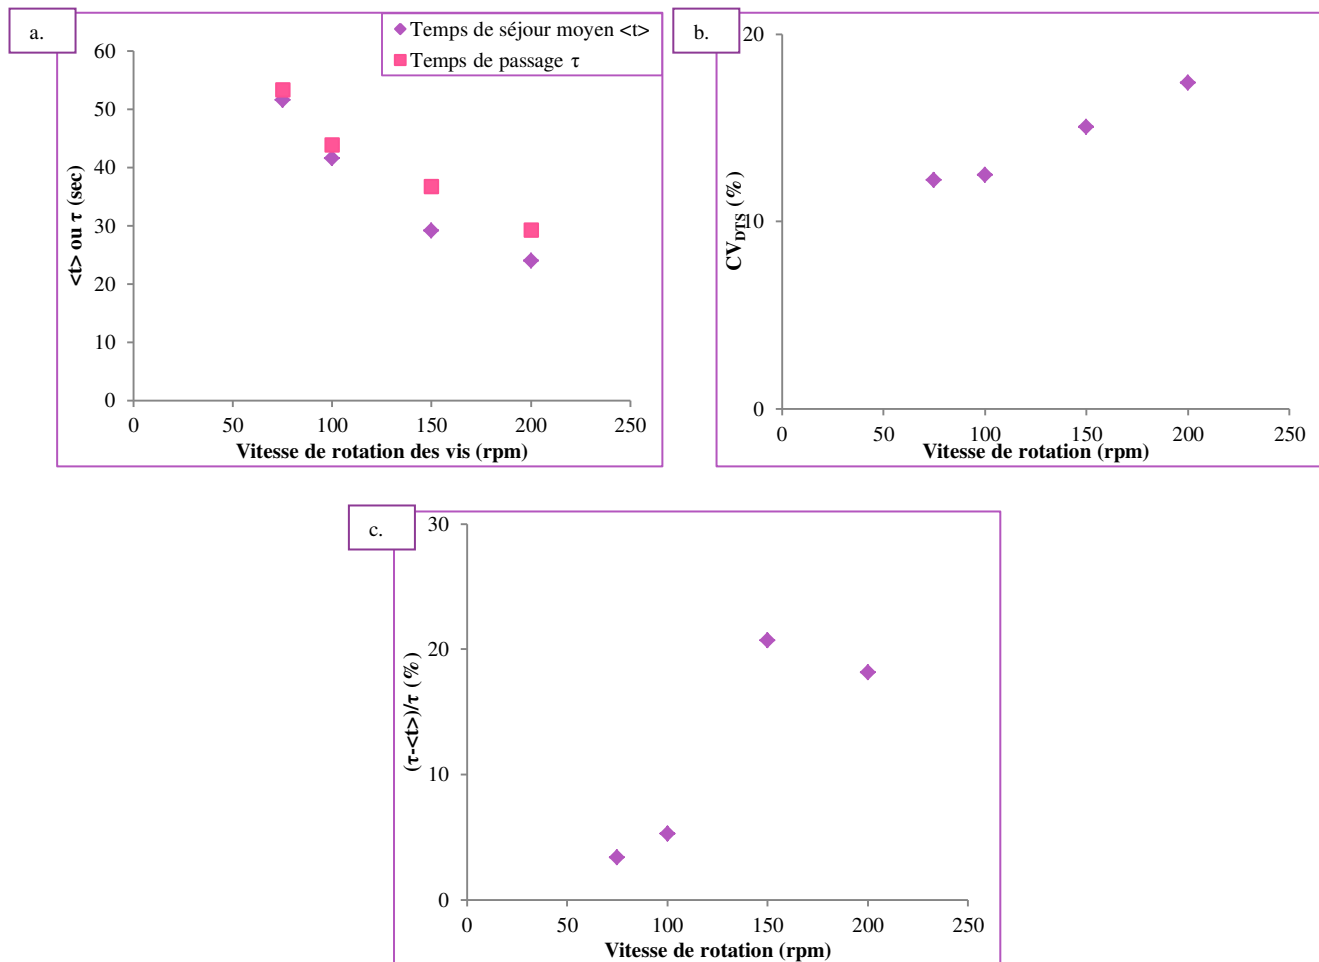 a.
Temps de séjour moyen <t>
Temps de passage τ
60
50
40
30
20
10
0
<t> ou τ (sec)
0 50 100 150 200 250
Vitesse de rotation des vis (rpm)
b.
20
10
0
CVDTS (%)
0 50 100 150 200 250
Vitesse de rotation (rpm)
c.
30
20
10
0
(τ-<t>)/τ (%)
0 50 100 150 200 250
Vitesse de rotation (rpm)